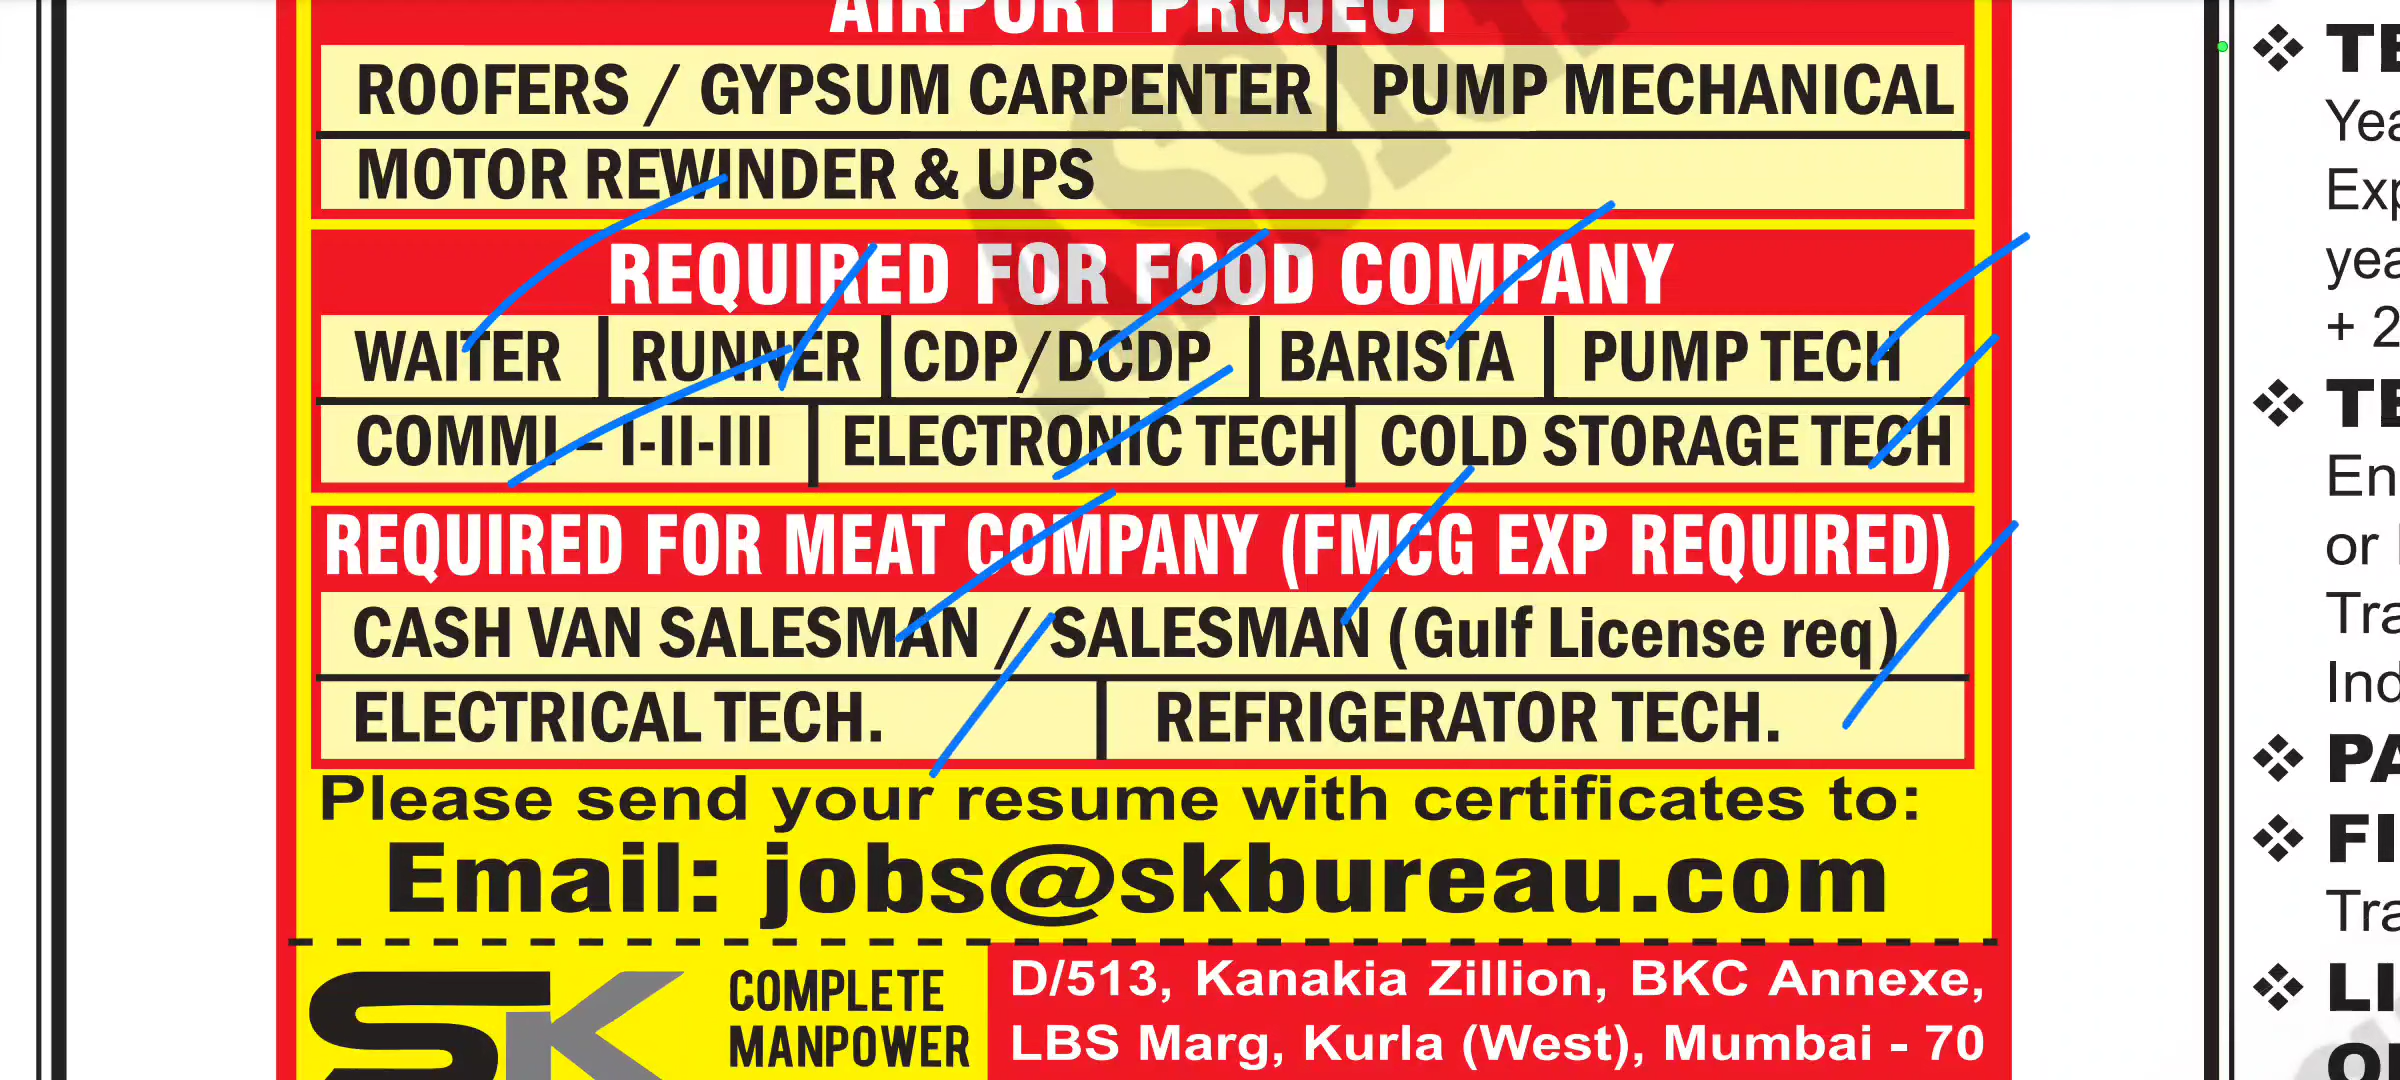 AIRPORT PROJECT
ROOFERS / GYPSUM CARPENTER PUMP MECHANICAL
MOTOR REWINDER & UPS
REQUIRED FOR FOOD COMPANY
WAITER RUNNER CDP/DCDP BARISTA PUMP TECH
COMMI - I-II-III ELECTRONIC TECH COLD STORAGE TECH
REQUIRED FOR MEAT COMPANY (FMCG EXP REQUIRED)
CASH VAN SALESMAN / SALESMAN (Gulf License req)
ELECTRICAL TECH. REFRIGERATOR TECH.
Please send your resume with certificates to:
Email: jobs@skbureau.com
SK COMPLETE MANPOWER
D/513, Kanakia Zillion, BKC Annexe,
LBS Marg, Kurla (West), Mumbai - 70
+ 2